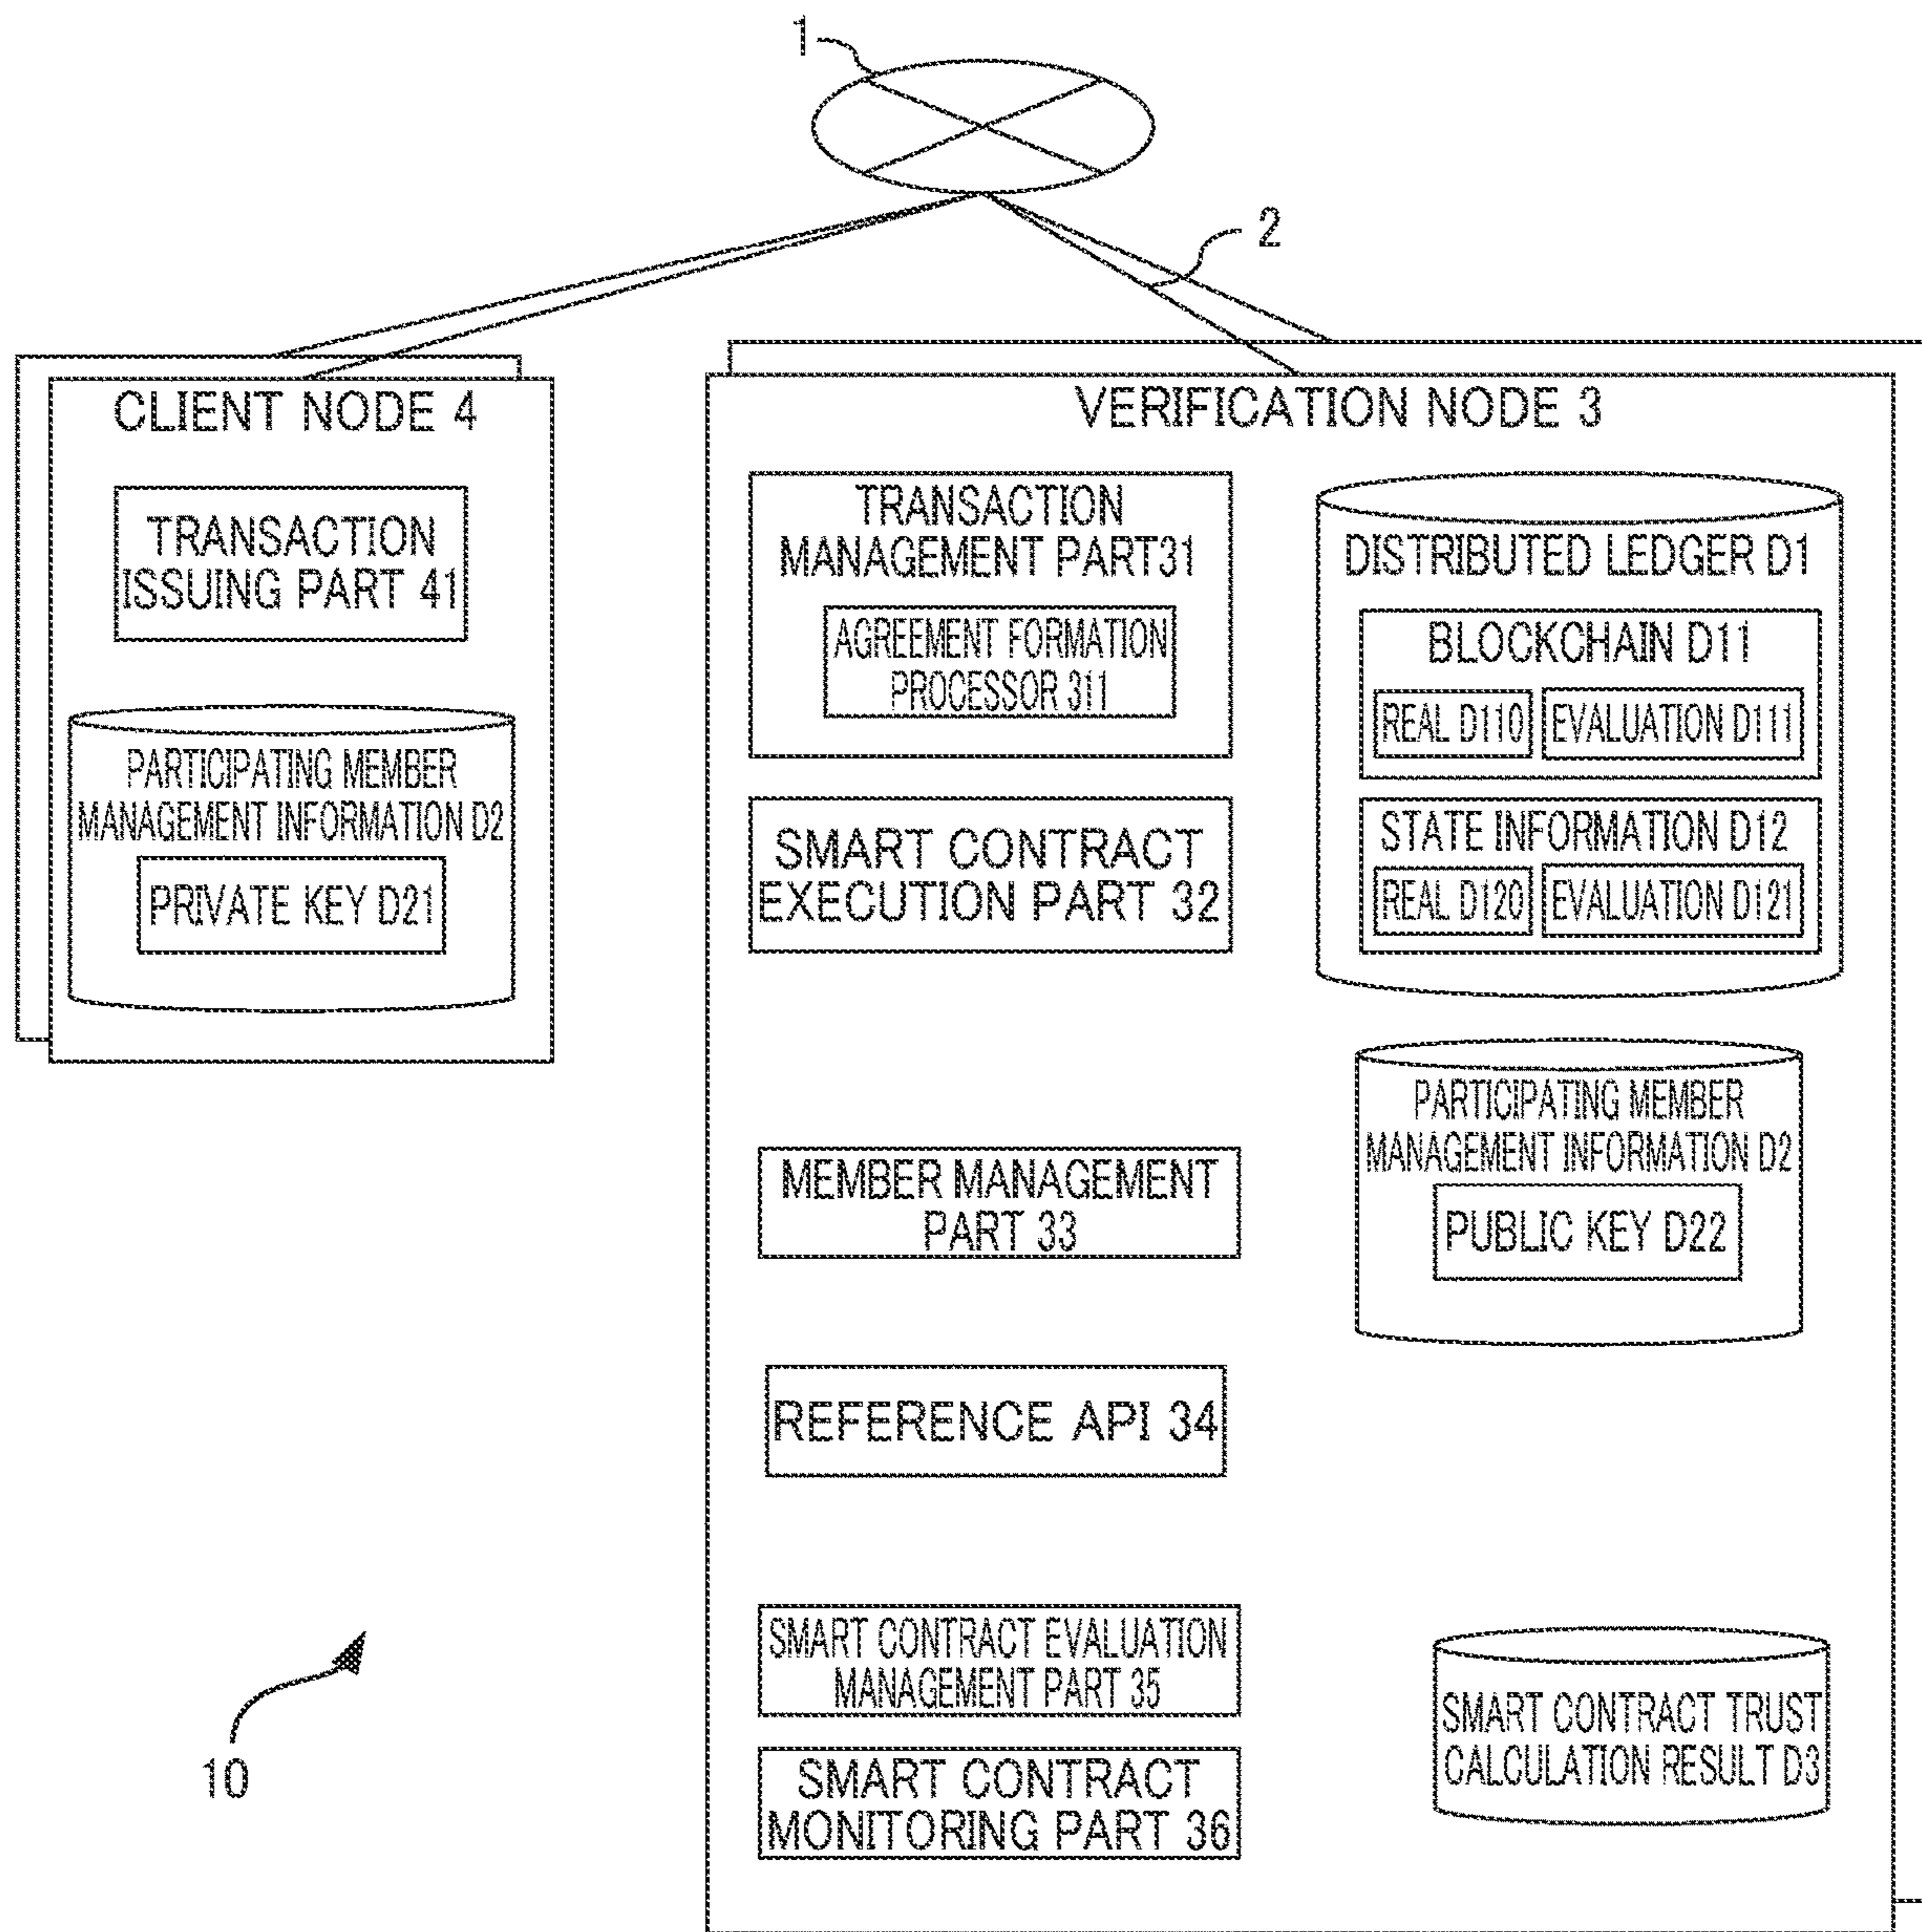 1
2
CLIENT NODE 4
TRANSACTION
ISSUING PART 41
PARTICIPATING MEMBER
MANAGEMENT INFORMATION D2
PRIVATE KEY D21
VERIFICATION NODE 3
TRANSACTION
MANAGEMENT PART31
AGREEMENT FORMATION
PROCESSOR 311
SMART CONTRACT
EXECUTION PART 32
MEMBER MANAGEMENT
PART 33
REFERENCE API 34
SMART CONTRACT EVALUATION
MANAGEMENT PART 35
SMART CONTRACT
MONITORING PART 36
DISTRIBUTED LEDGER D1
BLOCKCHAIN D11
REAL D110
EVALUATION D111
STATE INFORMATION D12
REAL D120
EVALUATION D121
PARTICIPATING MEMBER
MANAGEMENT INFORMATION D2
PUBLIC KEY D22
SMART CONTRACT TRUST
CALCULATION RESULT D3
10